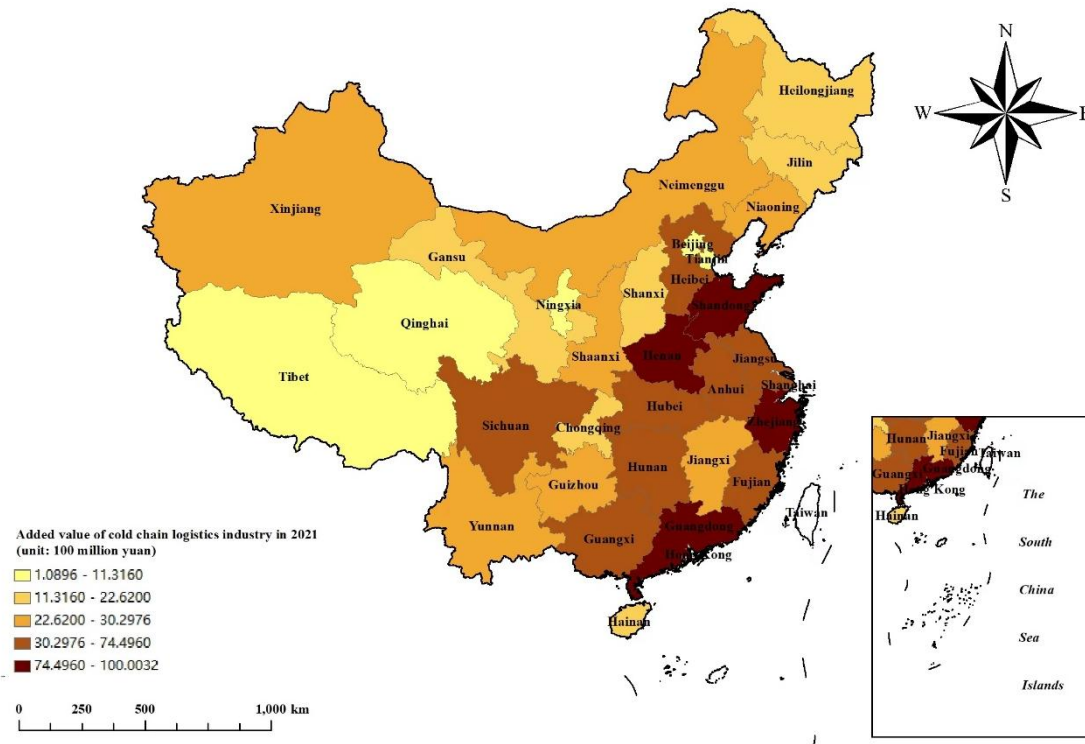 N
W
E
S
Heilongjiang
Jilin
Neimenggu
Niaoning
Xinjiang
Beijing
Tianjin
Gansu
Heibei
Ningxia
Shanxi
Shandong
Qinghai
Shaanxi
Henan
Jiangsu
Tibet
Anhui
Shanghai
Hubei
Sichuan
Zhejiang
Chongqing
Hunan
Jiangxi
Guizhou
Fujian
Yunnan
Taiwan
Guangdong
Guangxi
Hong Kong
Hainan
Hunan
Jiangxi
Fujian
Taiwan
Guangxi
Guangdong
Hong Kong
Hainan
The
South
China
Sea
Islands
Added value of cold chain logistics industry in 2021
(unit: 100 million yuan)
1.0896 - 11.3160
11.3160 - 22.6200
22.6200 - 30.2976
30.2976 - 74.4960
74.4960 - 100.0032
0 250 500 1,000 km